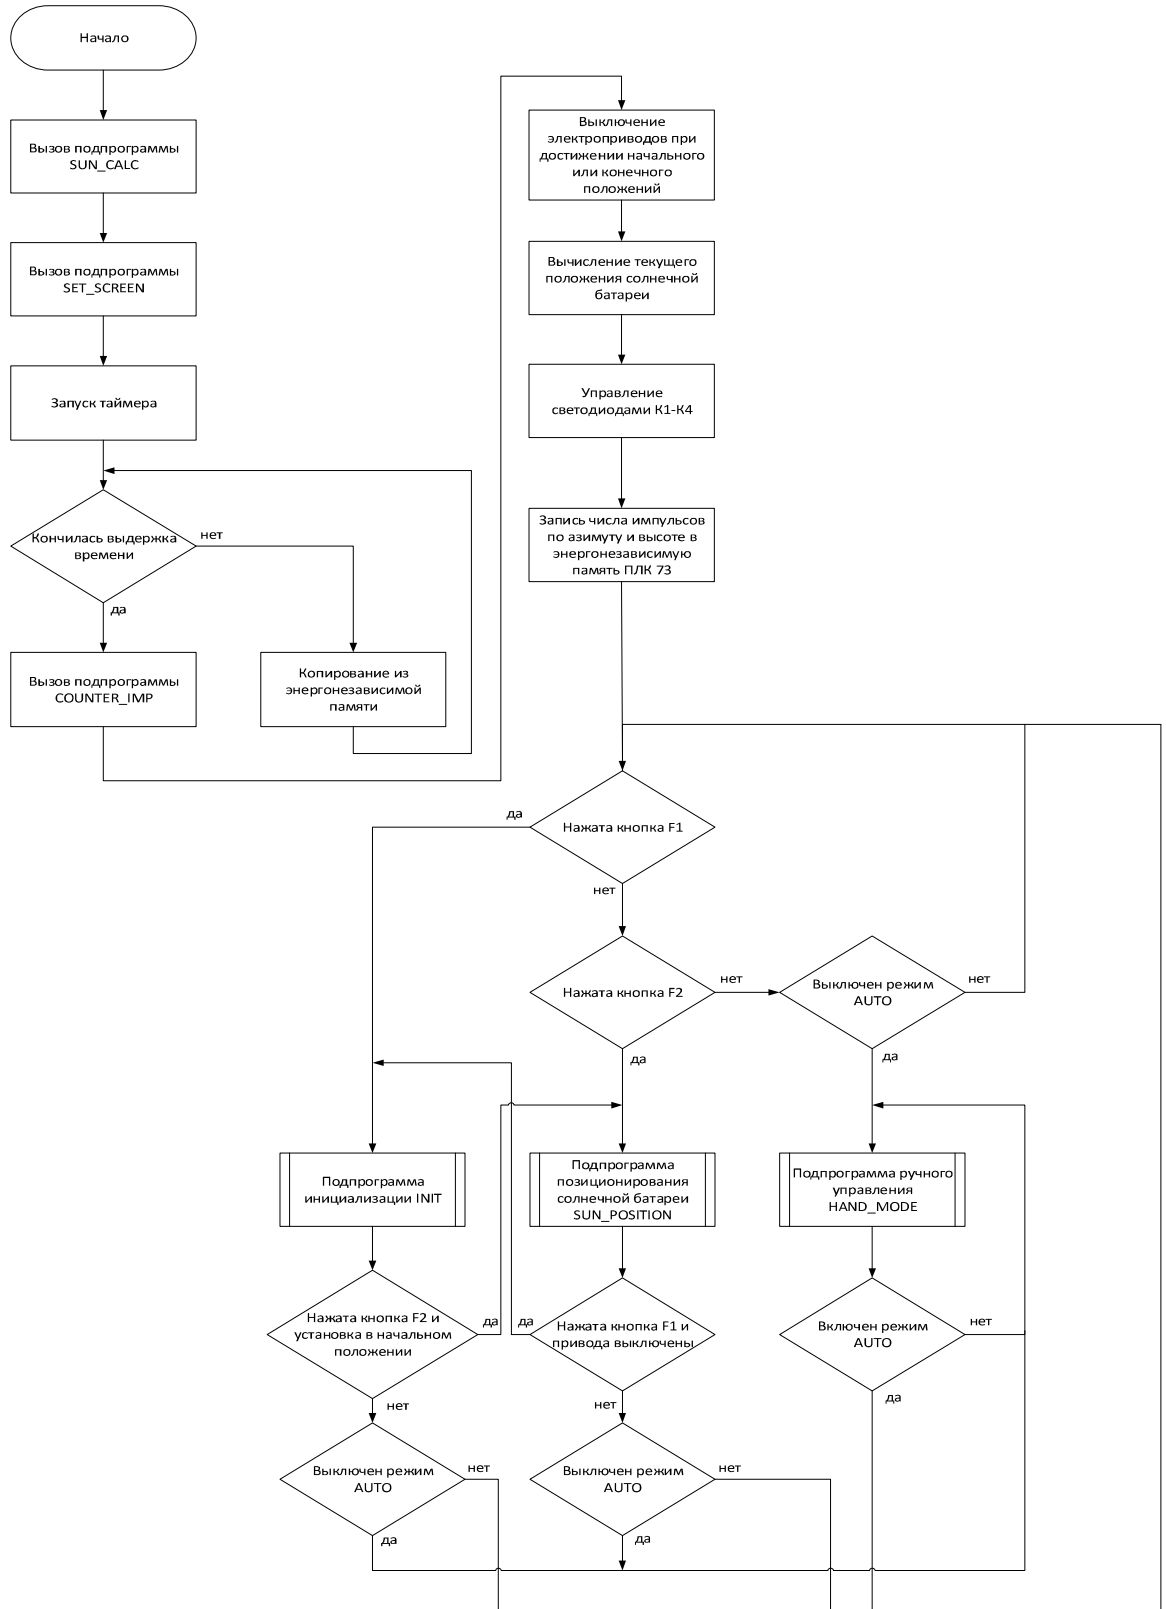 Начало
Вызов подпрограммы
SUN_CALC
Вызов подпрограммы
SET_SCREEN
Запуск таймера
Кончилась выдержка
времени
нет
да
Вызов подпрограммы
COUNTER_IMP
Копирование из
энергонезависимой
памяти
Выключение
электроприводов при
достижении начального
или конечного
положений
Вычисление текущего
положения солнечной
батареи
Управление
светодиодами К1-К4
Запись числа импульсов
по азимуту и высоте в
энергонезависимую
память ПЛК 73
да
Нажата кнопка F1
нет
Нажата кнопка F2
нет
да
Выключен режим
AUTO
нет
да
Подпрограмма
инициализации INIT
Подпрограмма
позиционирования
солнечной батареи
SUN_POSITION
Подпрограмма ручного
управления
HAND_MODE
Нажата кнопка F2 и
установка в начальном
положении
да
нет
да
Нажата кнопка F1 и
привода выключены
нет
Включен режим
AUTO
нет
да
Выключен режим
AUTO
нет
да
Выключен режим
AUTO
нет
да